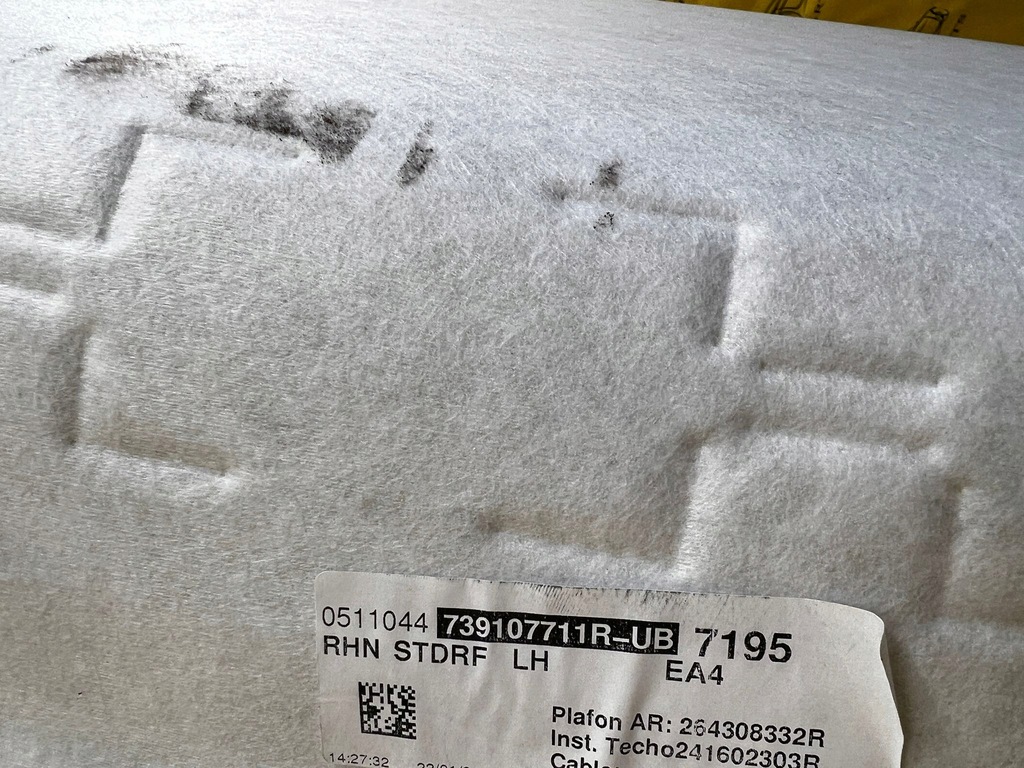 0511044 739107711R-UB 7195
RHN STDRF LH EA4
Plafon AR: 264308332R
Inst. Techo241602303R
14:27:32